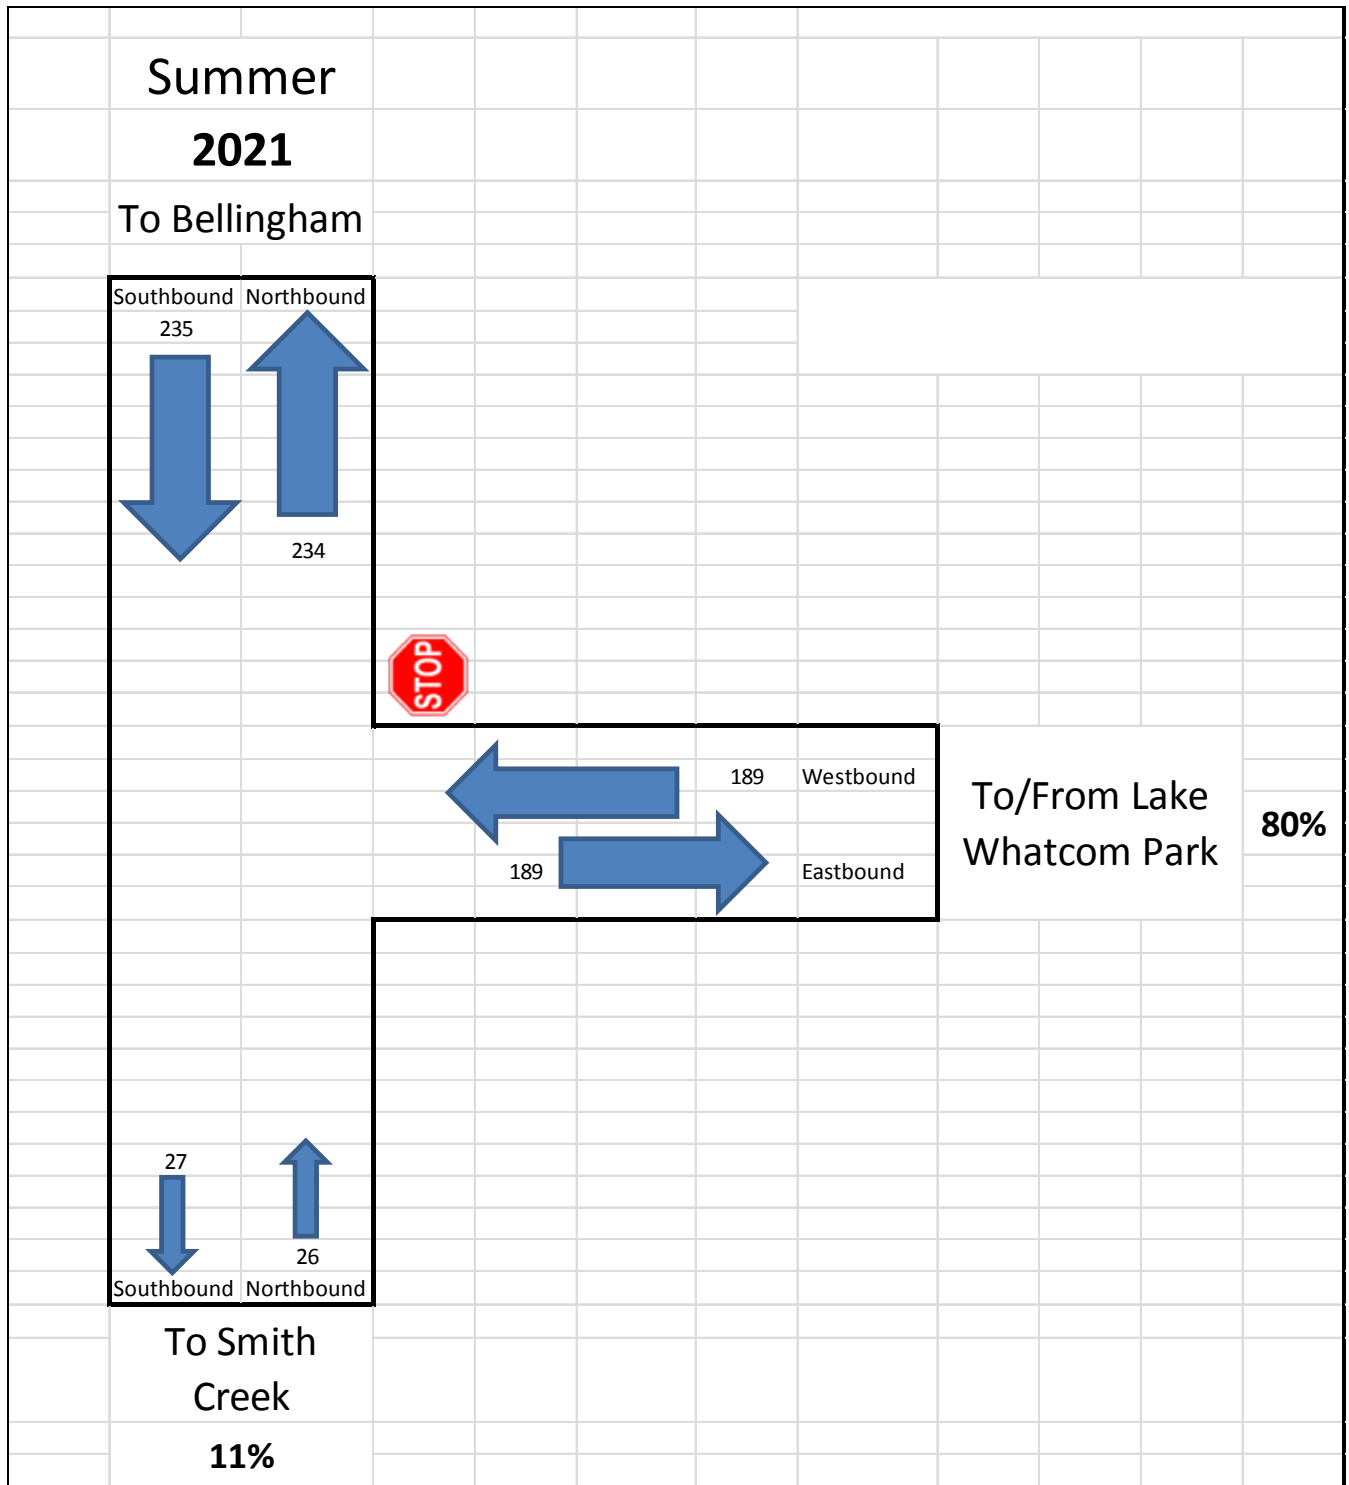 Summer
2021
To Bellingham
Southbound Northbound
235
234
STOP
189 Westbound
To/From Lake
Whatcom Park
80%
189 Eastbound
27
26
Southbound Northbound
To Smith
Creek
11%